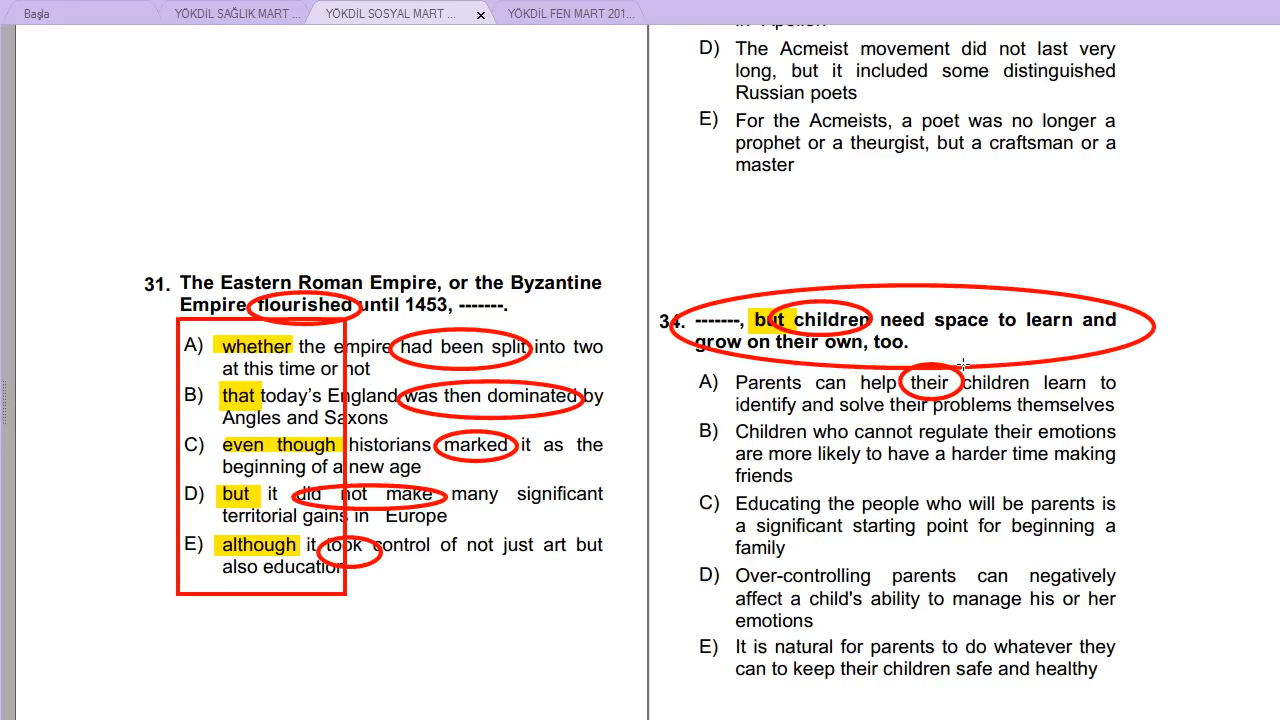 Başla
YÖKDİL SAĞLIK MART ...
YÖKDİL SOSYAL MART ...
x
YÖKDİL FEN MART 201...
31. The Eastern Roman Empire, or the Byzantine
Empire, flourished until 1453, -------.
A) whether the empire had been split into two
at this time or not
B) that today's England was then dominated by
Angles and Saxons
C) even though historians marked it as the
beginning of a new age
D) but it did not make many significant
territorial gains in Europe
E) although it took control of not just art but
also education
in Apollon
D) The Acmeist movement did not last very
long, but it included some distinguished
Russian poets
E) For the Acmeists, a poet was no longer a
prophet or a theurgist, but a craftsman or a
master
34. -------, but children need space to learn and
grow on their own, too.
A) Parents can help their children learn to
identify and solve their problems themselves
B) Children who cannot regulate their emotions
are more likely to have a harder time making
friends
C) Educating the people who will be parents is
a significant starting point for beginning a
family
D) Over-controlling parents can negatively
affect a child's ability to manage his or her
emotions
E) It is natural for parents to do whatever they
can to keep their children safe and healthy